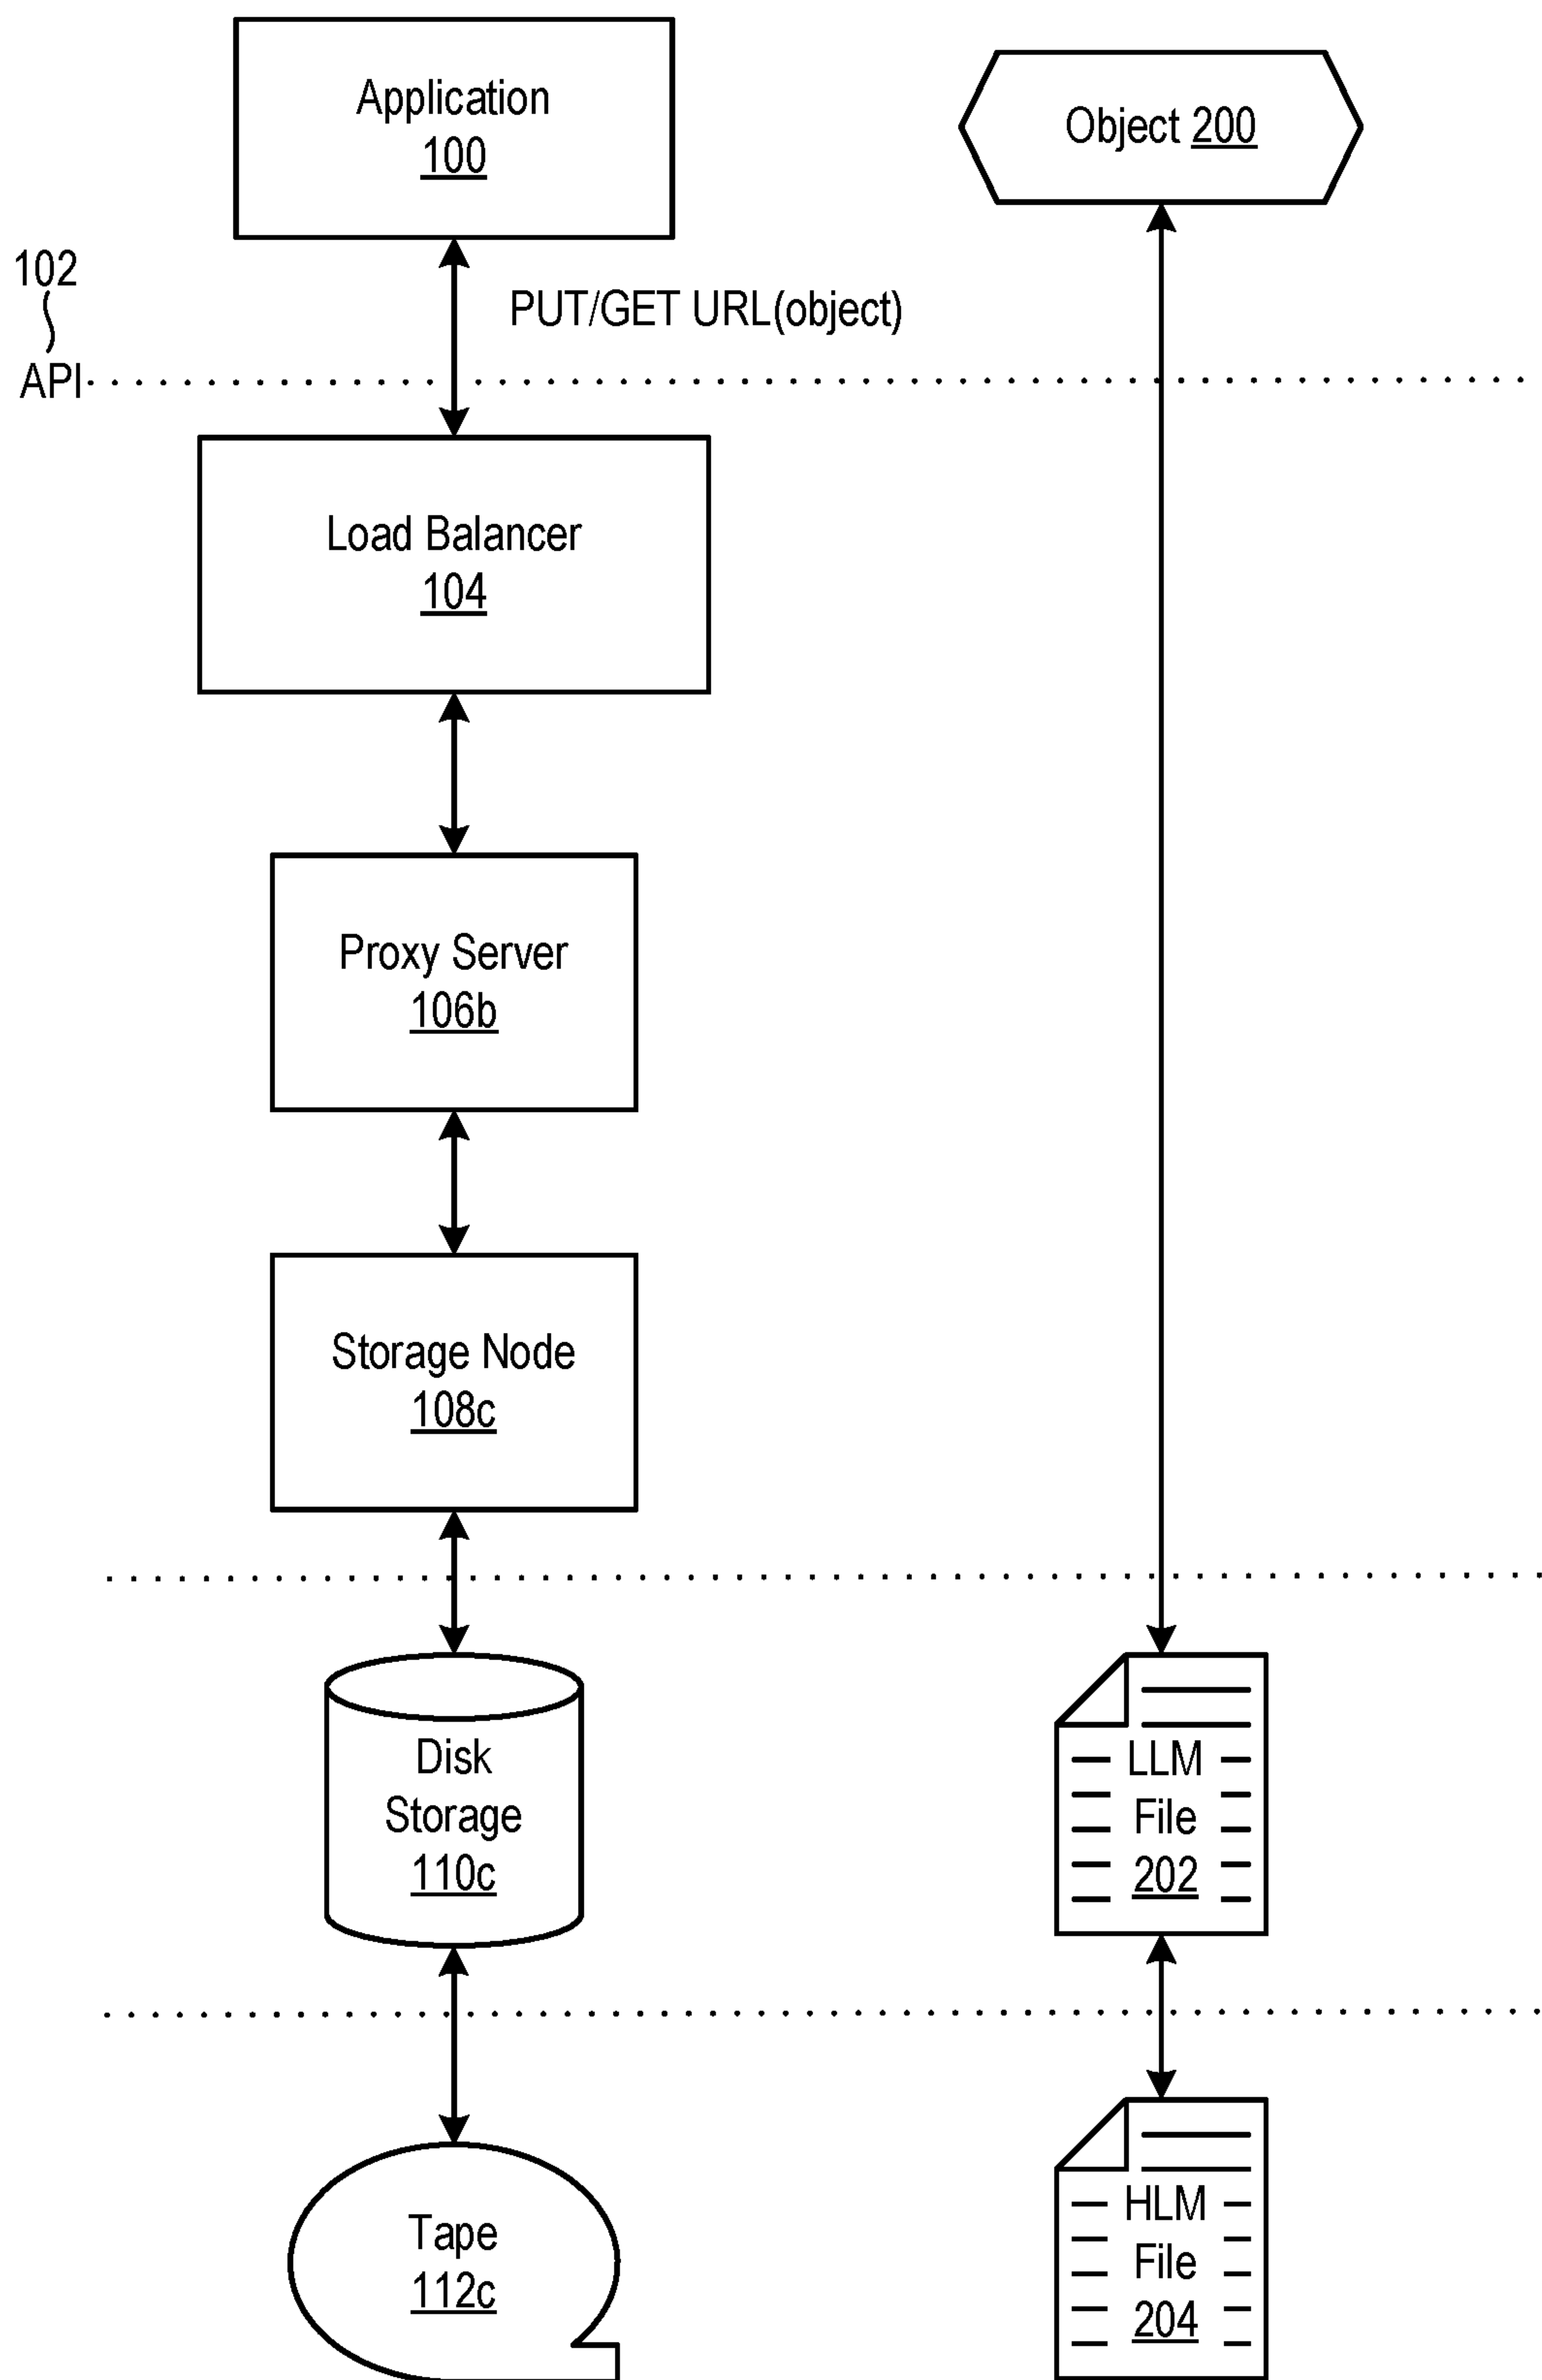 Application
100
Object 200
102
PUT/GET URL(object)
API
Load Balancer
104
Proxy Server
106b
Storage Node
108c
Disk
Storage
110c
LLM
File
202
Tape
112c
HLM
File
204